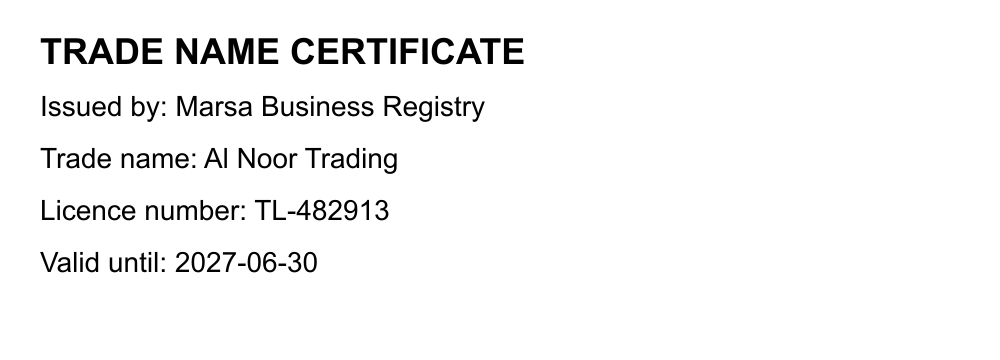 TRADE NAME CERTIFICATE
Issued by: Marsa Business Registry
Trade name: Al Noor Trading
Licence number: TL-482913
Valid until: 2027-06-30